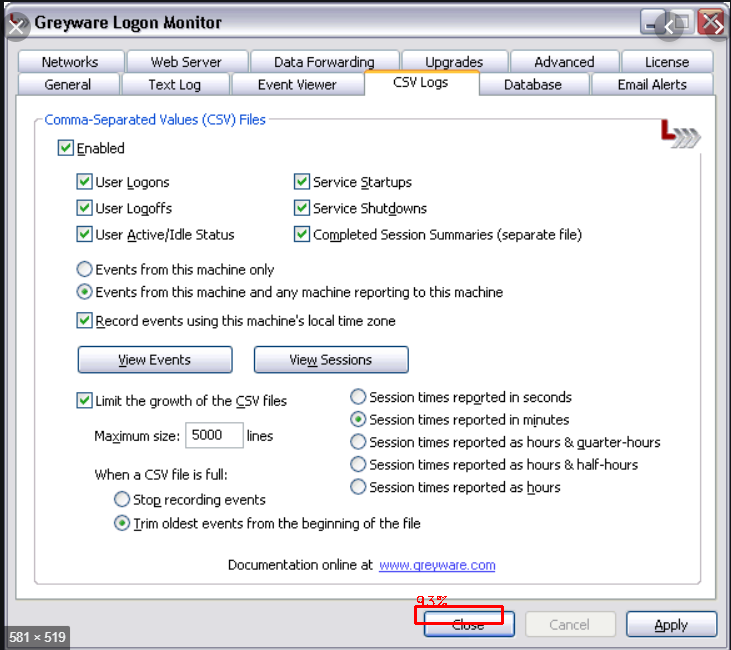 Greyware Logon Monitor
Networks Web Server Data Forwarding Upgrades Advanced License
General Text Log Event Viewer CSV Logs Database Email Alerts
Comma-Separated Values (CSV) Files
Enabled
User Logons Service Startups
User Logoffs Service Shutdowns
User Active/Idle Status Completed Session Summaries (separate file)
Events from this machine only
Events from this machine and any machine reporting to this machine
Record events using this machine's local time zone
View Events View Sessions
Limit the growth of the CSV files
Maximum size: 5000 lines
When a CSV file is full:
Stop recording events
Trim oldest events from the beginning of the file
Session times reported in seconds
Session times reported in minutes
Session times reported as hours & quarter-hours
Session times reported as hours & half-hours
Session times reported as hours
Documentation online at www.greyware.com
93%
Close Cancel Apply
581 × 519